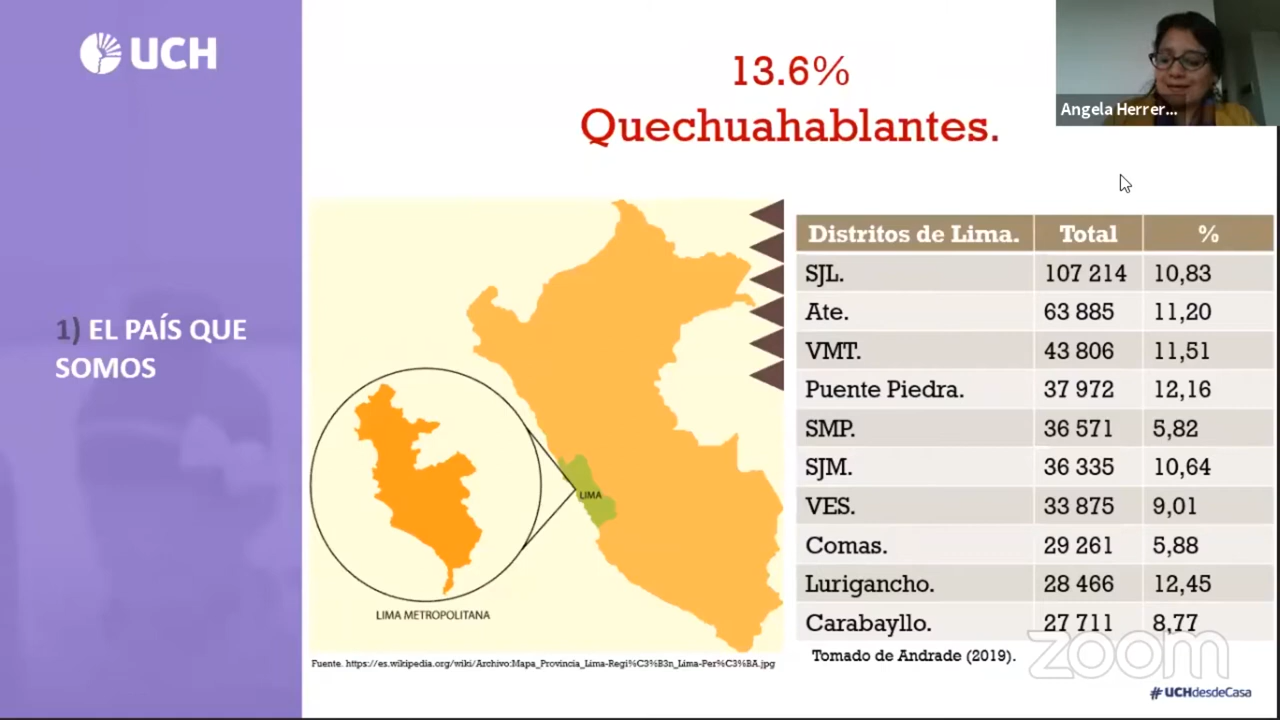 UCH
13.6%
Quechuahablantes.
Angela Herrer...
1) EL PAÍS QUE
SOMOS
LIMA
LIMA METROPOLITANA
Fuente. https://es.wikipedia.org/wiki/Archivo:Mapa_Provincia_Lima-Regi%C3%B3n_Lima-Per%C3%BA.jpg
Distritos de Lima. Total %
SJL. 107 214 10,83
Ate. 63 885 11,20
VMT. 43 806 11,51
Puente Piedra. 37 972 12,16
SMP. 36 571 5,82
SJM. 36 335 10,64
VES. 33 875 9,01
Comas. 29 261 5,88
Lurigancho. 28 466 12,45
Carabayllo. 27 711 8,77
Tomado de Andrade (2019).
zoom
#UCHdesdeCasa